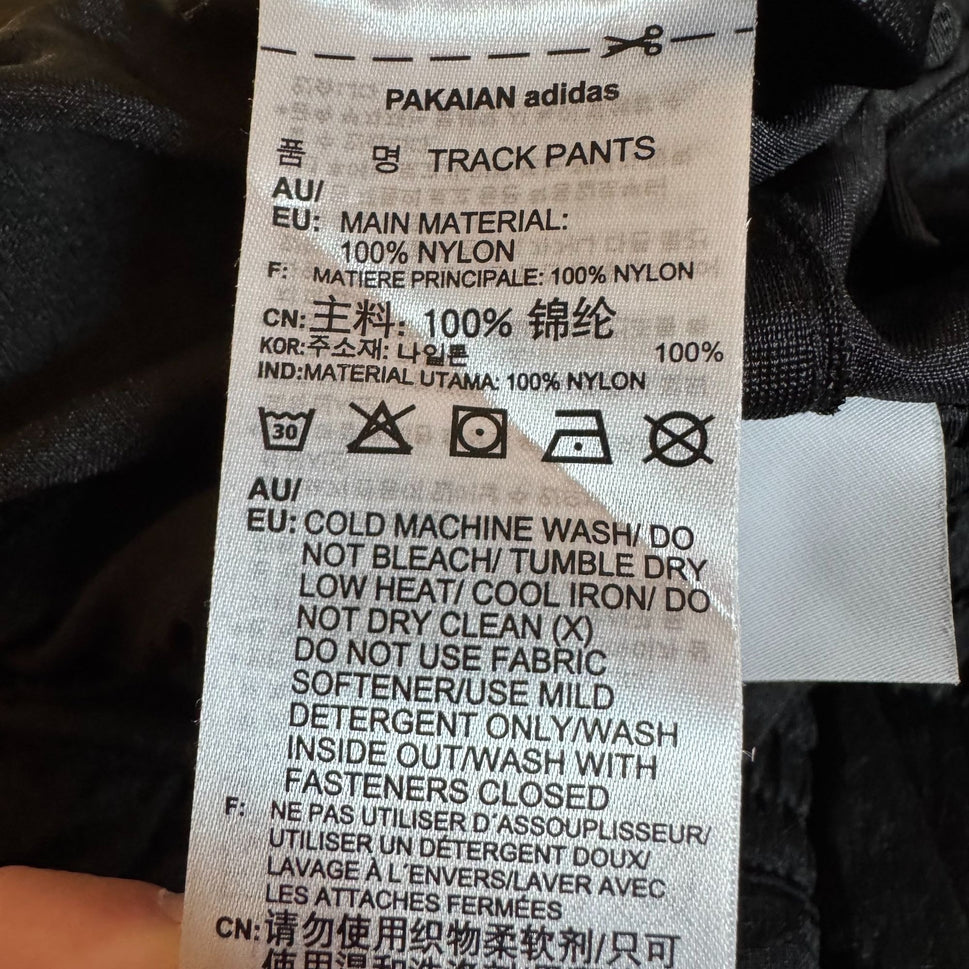 PAKAIAN adidas
품 명 TRACK PANTS
AU/
EU: MAIN MATERIAL:
100% NYLON
F: MATIERE PRINCIPALE: 100% NYLON
CN: 主料: 100% 锦纶
KOR:주소재: 나일론 100%
IND:MATERIAL UTAMA: 100% NYLON
30
AU/
EU: COLD MACHINE WASH/ DO
NOT BLEACH/ TUMBLE DRY
LOW HEAT/ COOL IRON/ DO
NOT DRY CLEAN (X)
DO NOT USE FABRIC
SOFTENER/USE MILD
DETERGENT ONLY/WASH
INSIDE OUT/WASH WITH
FASTENERS CLOSED
F: NE PAS UTILISER D'ASSOUPLISSEUR/
UTILISER UN DÉTERGENT DOUX/
LAVAGE À L'ENVERS/LAVER AVEC
LES ATTACHES FERMÉES
CN:请勿使用织物柔软剂/只可